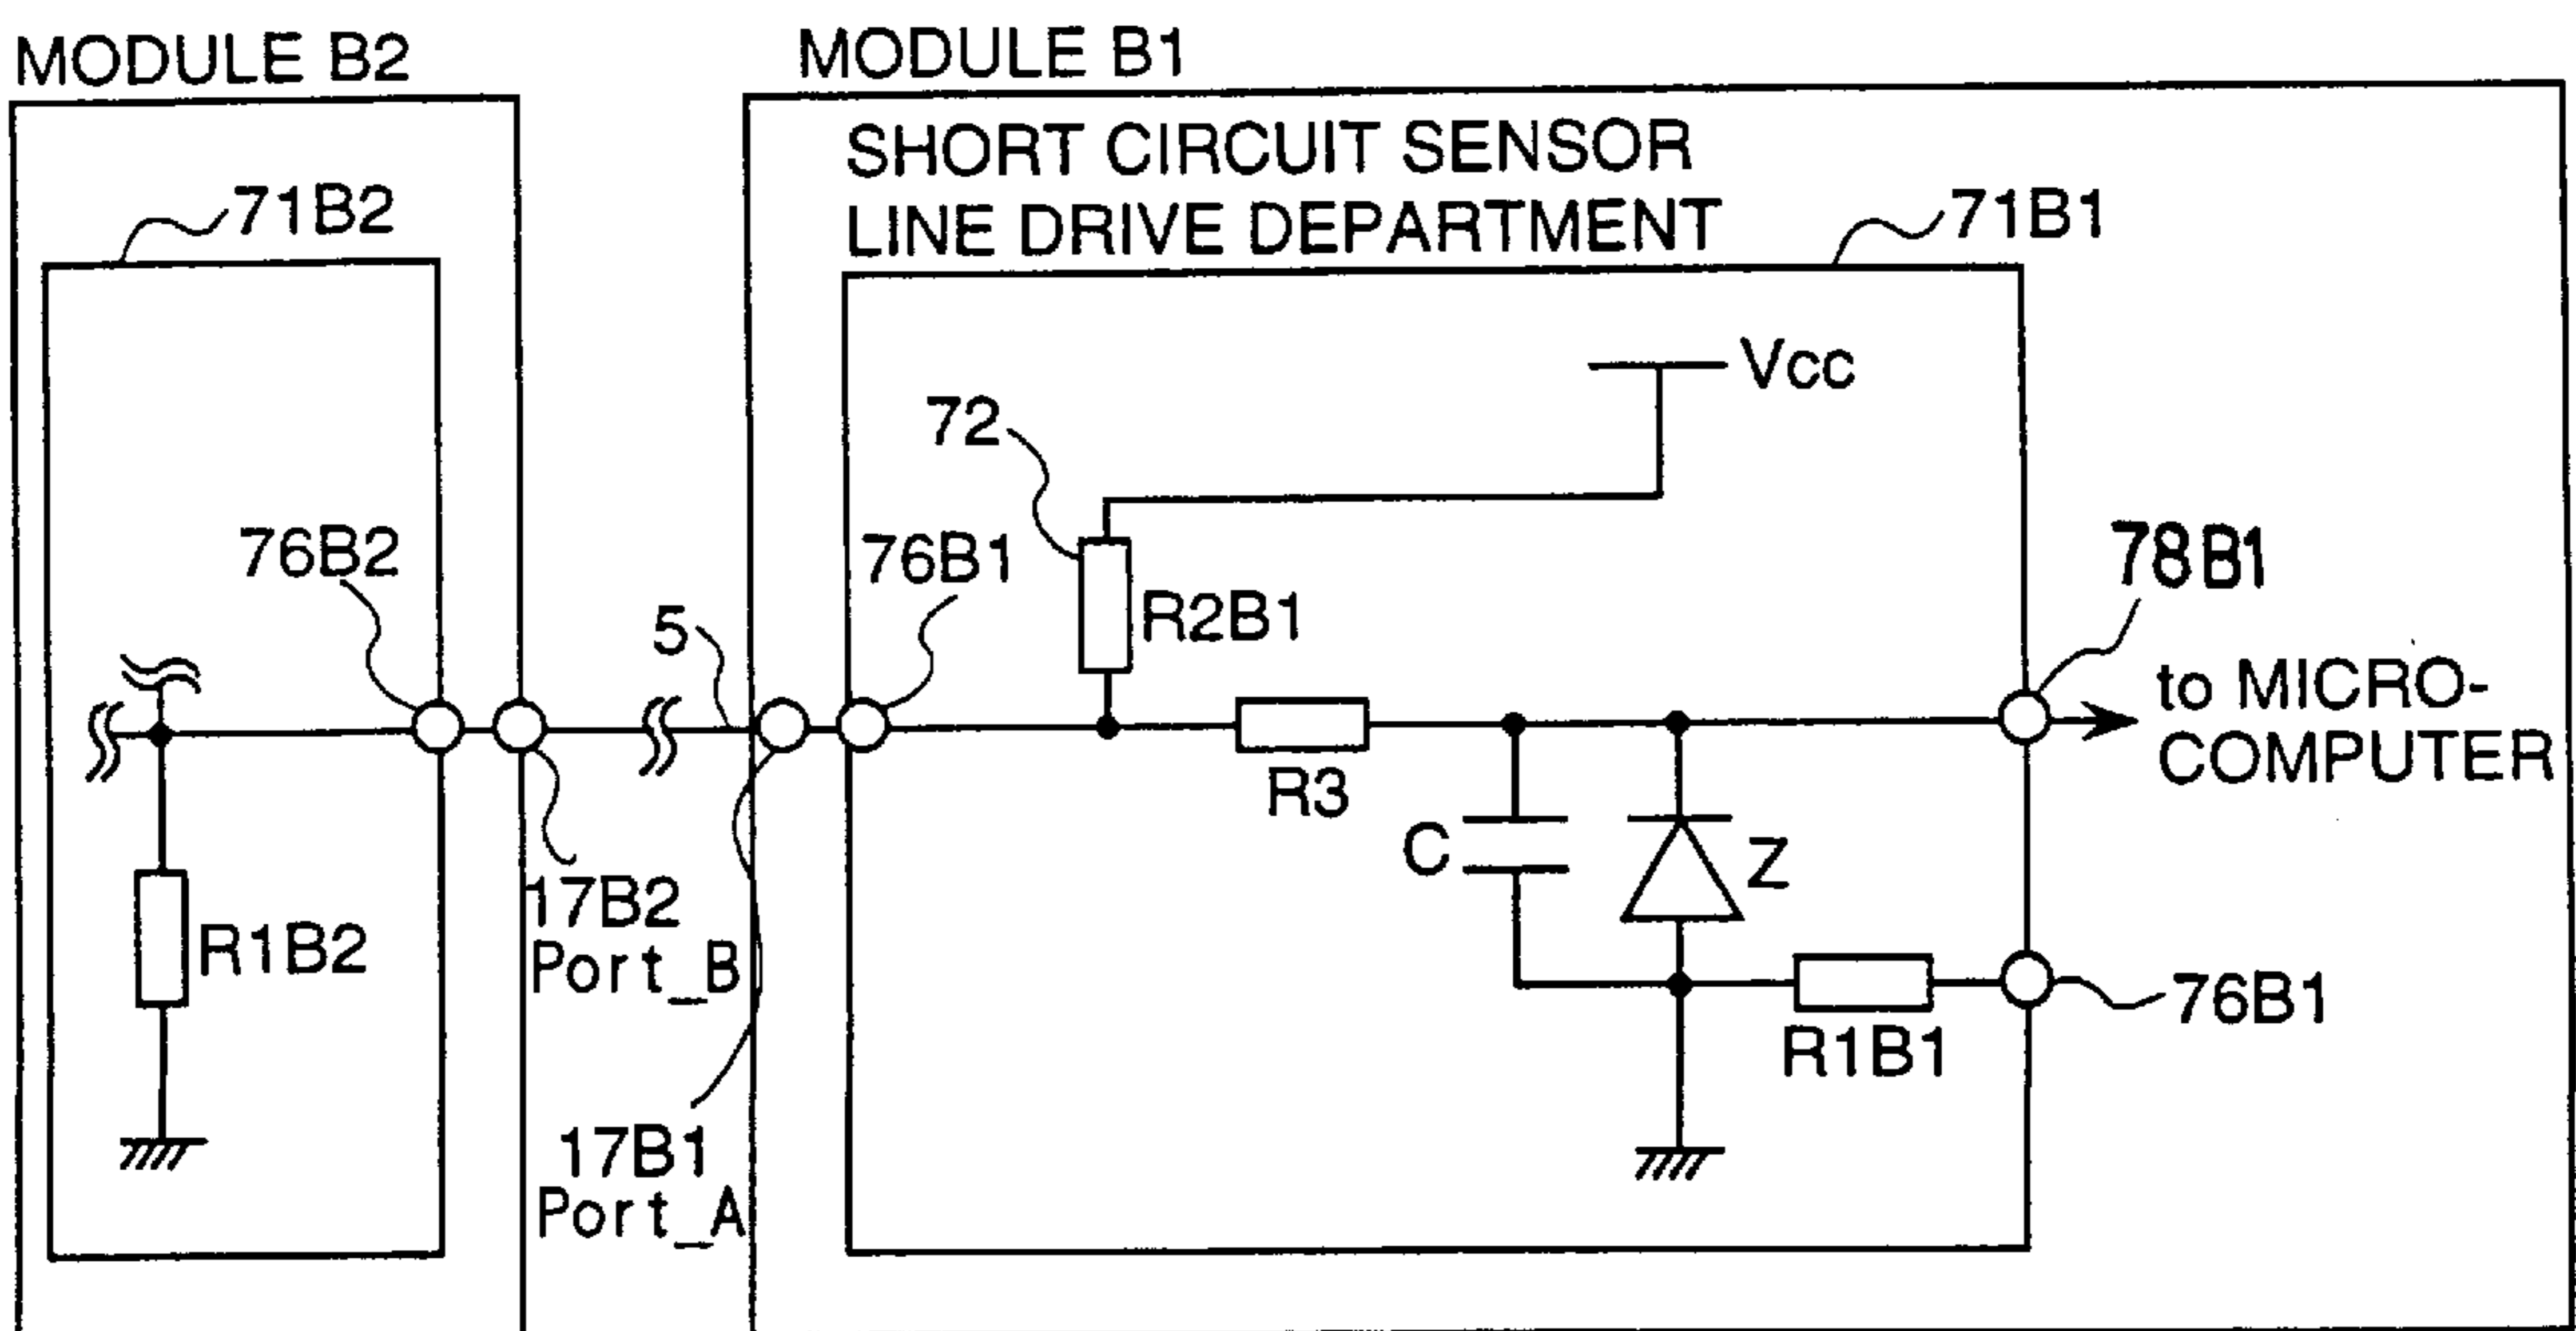 MODULE B2
MODULE B1
SHORT CIRCUIT SENSOR
LINE DRIVE DEPARTMENT
71B2
71B1
Vcc
72
76B2
76B1
78B1
5
R2B1
to MICRO-
COMPUTER
R3
C
Z
17B2
Port_B
R1B2
76B1
R1B1
17B1
Port_A